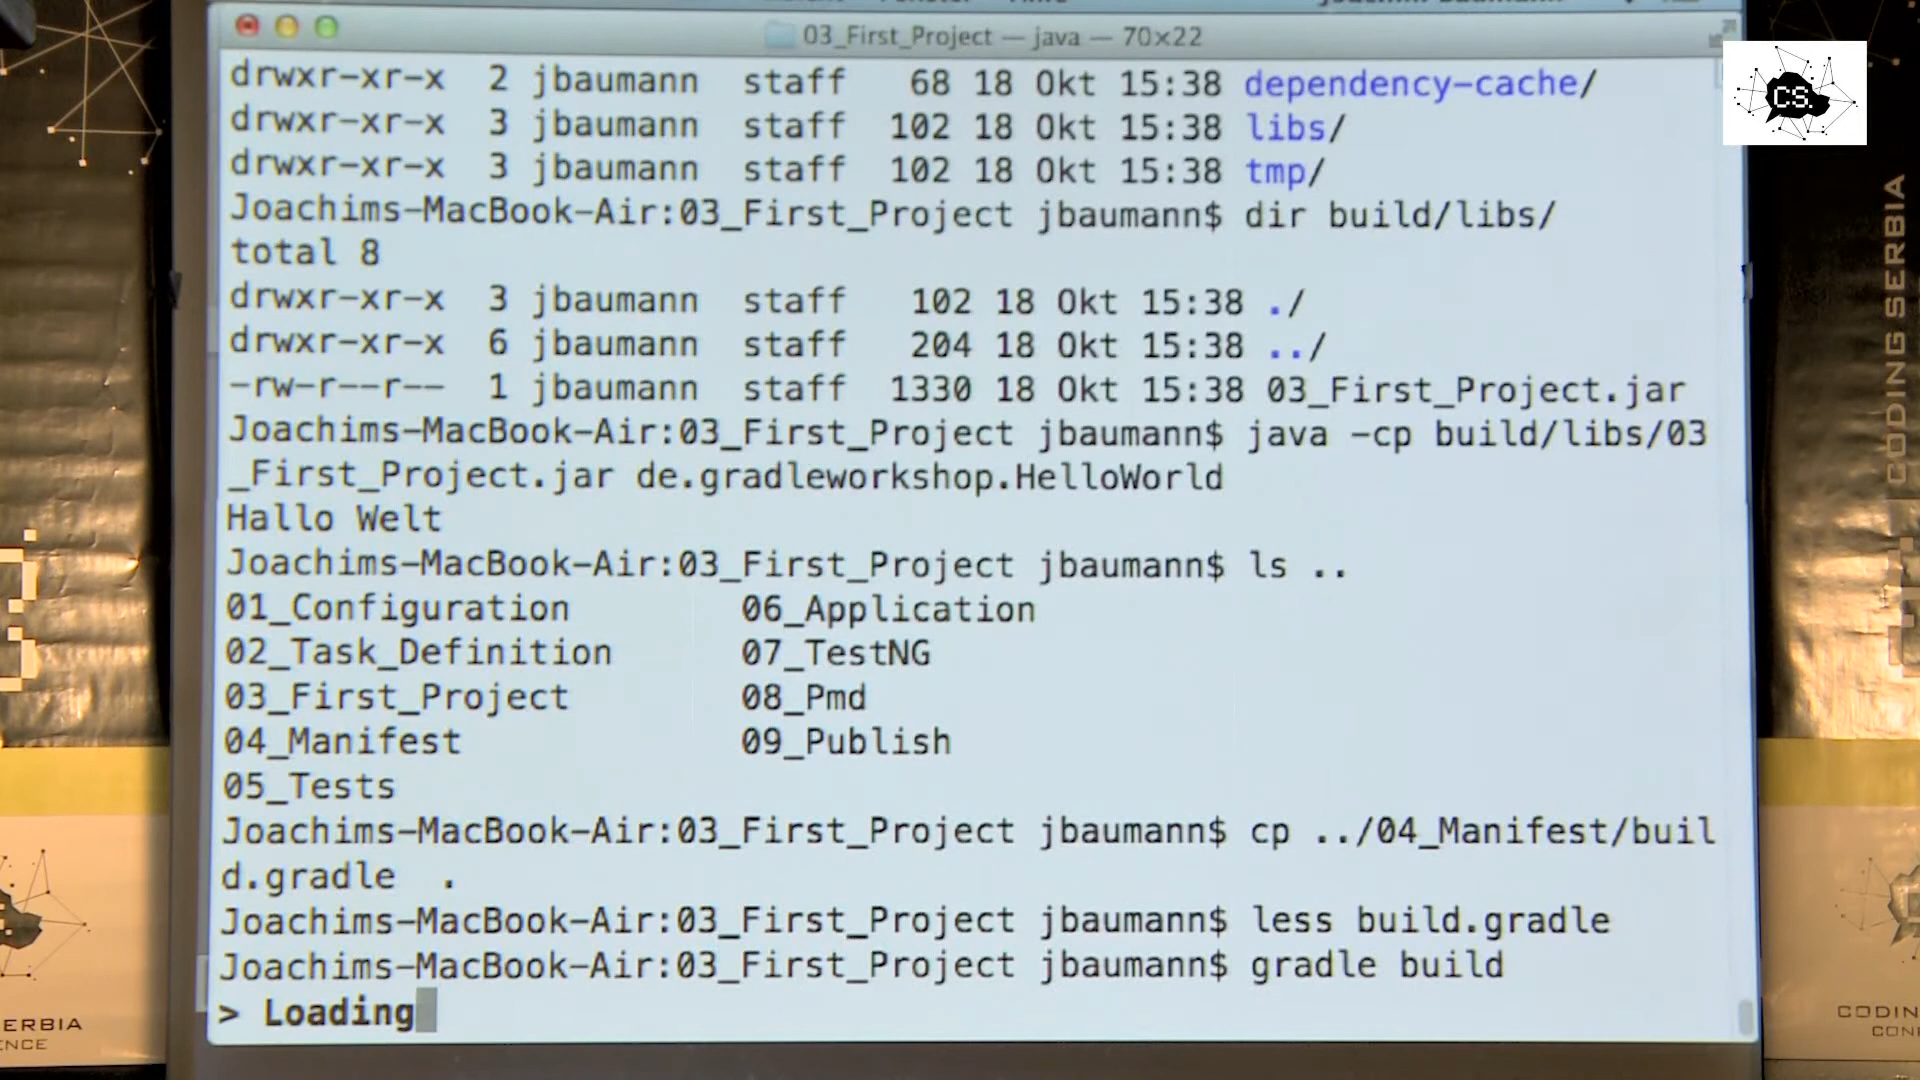 03_First_Project — java — 70×22
drwxr-xr-x 2 jbaumann staff 68 18 Okt 15:38 dependency-cache/
drwxr-xr-x 3 jbaumann staff 102 18 Okt 15:38 libs/
drwxr-xr-x 3 jbaumann staff 102 18 Okt 15:38 tmp/
Joachims-MacBook-Air:03_First_Project jbaumann$ dir build/libs/
total 8
drwxr-xr-x 3 jbaumann staff 102 18 Okt 15:38 ./
drwxr-xr-x 6 jbaumann staff 204 18 Okt 15:38 ../
-rw-r--r-- 1 jbaumann staff 1330 18 Okt 15:38 03_First_Project.jar
Joachims-MacBook-Air:03_First_Project jbaumann$ java -cp build/libs/03
_First_Project.jar de.gradleworkshop.HelloWorld
Hallo Welt
Joachims-MacBook-Air:03_First_Project jbaumann$ ls ..
01_Configuration 06_Application
02_Task_Definition 07_TestNG
03_First_Project 08_Pmd
04_Manifest 09_Publish
05_Tests
Joachims-MacBook-Air:03_First_Project jbaumann$ cp ../04_Manifest/buil
d.gradle .
Joachims-MacBook-Air:03_First_Project jbaumann$ less build.gradle
Joachims-MacBook-Air:03_First_Project jbaumann$ gradle build
> Loading
CS.
CODING SERBIA
ERBIA
ENCE
CODIN
CON